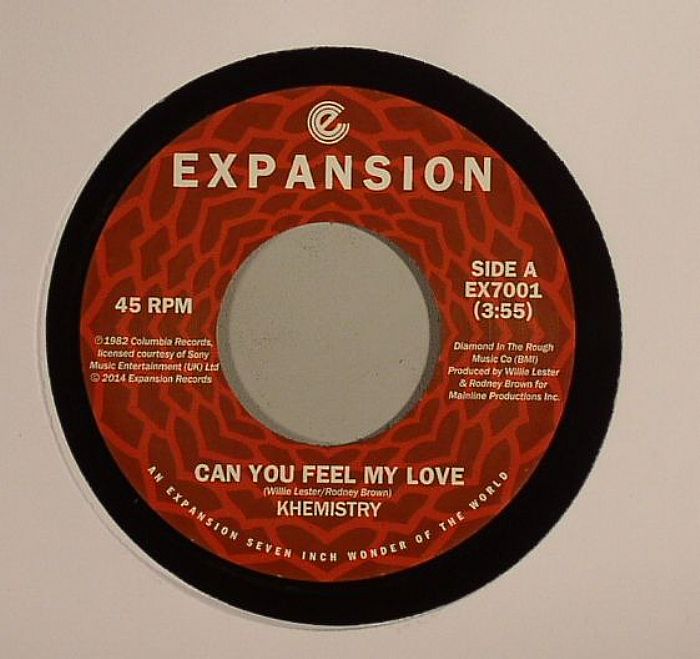 e
EXPANSION
45 RPM
℗1982 Columbia Records,
licensed courtesy of Sony
Music Entertainment (UK) Ltd
© 2014 Expansion Records
SIDE A
EX7001
(3:55)
Diamond In The Rough
Music Co (BMI)
Produced by Willie Lester
& Rodney Brown for
Mainline Productions Inc.
CAN YOU FEEL MY LOVE
(Willie Lester/Rodney Brown)
KHEMISTRY
AN EXPANSION SEVEN INCH WONDER OF THE WORLD